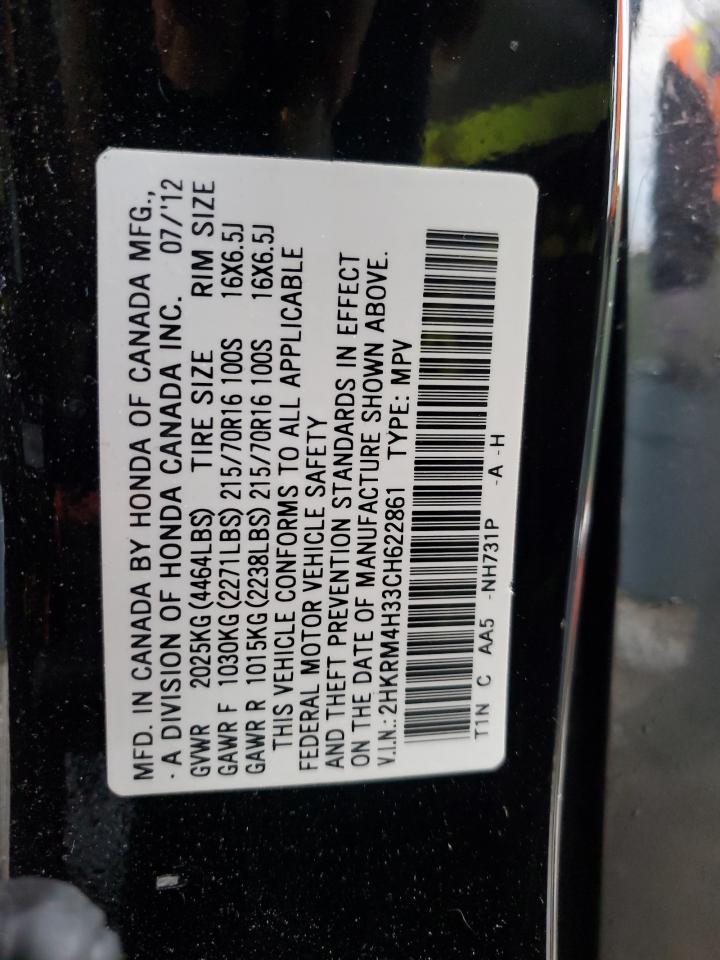 MFD. IN CANADA BY HONDA OF CANADA MFG.,
· A DIVISION OF HONDA CANADA INC. 07/'12
GVWR 2025KG(4464LBS) TIRE SIZE RIM SIZE
GAWR F 1030KG(2271LBS)215/70R16 100S 16X6.5J
GAWR R 1015KG(2238LBS)215/70R16 100S 16X6.5J
THIS VEHICLE CONFORMS TO ALL APPLICABLE
FEDERAL MOTOR VEHICLE SAFETY
AND THEFT PREVENTION STANDARDS IN EFFECT
ON THE DATE OF MANUFACTURE SHOWN ABOVE.
V.I.N.:2HKRM4H33CH622861 TYPE: MPV
T1N C AA5 -NH731P -A -H